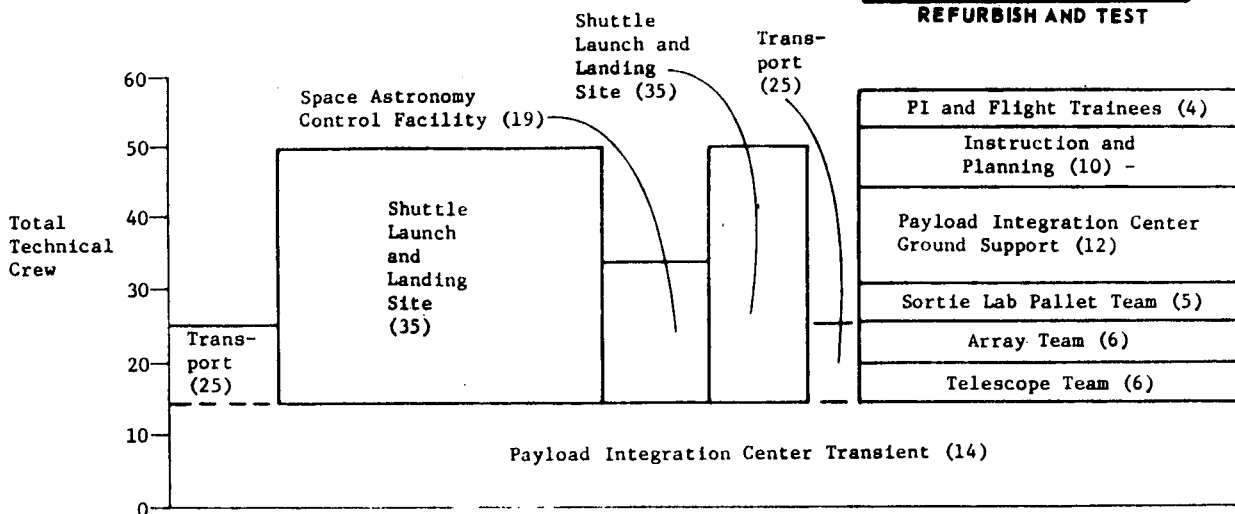 REFURBISH AND TEST
Shuttle
Launch and
Landing
Site (35)
Trans-
port
(25)
Space Astronomy
Control Facility (19)
Total
Technical
Crew
60
50
40
30
20
10
0
Trans-
port
(25)
Shuttle
Launch
and
Landing
Site
(35)
PI and Flight Trainees (4)
Instruction and
Planning (10) -
Payload Integration Center
Ground Support (12)
Sortie Lab Pallet Team (5)
Array Team (6)
Telescope Team (6)
Payload Integration Center Transient (14)